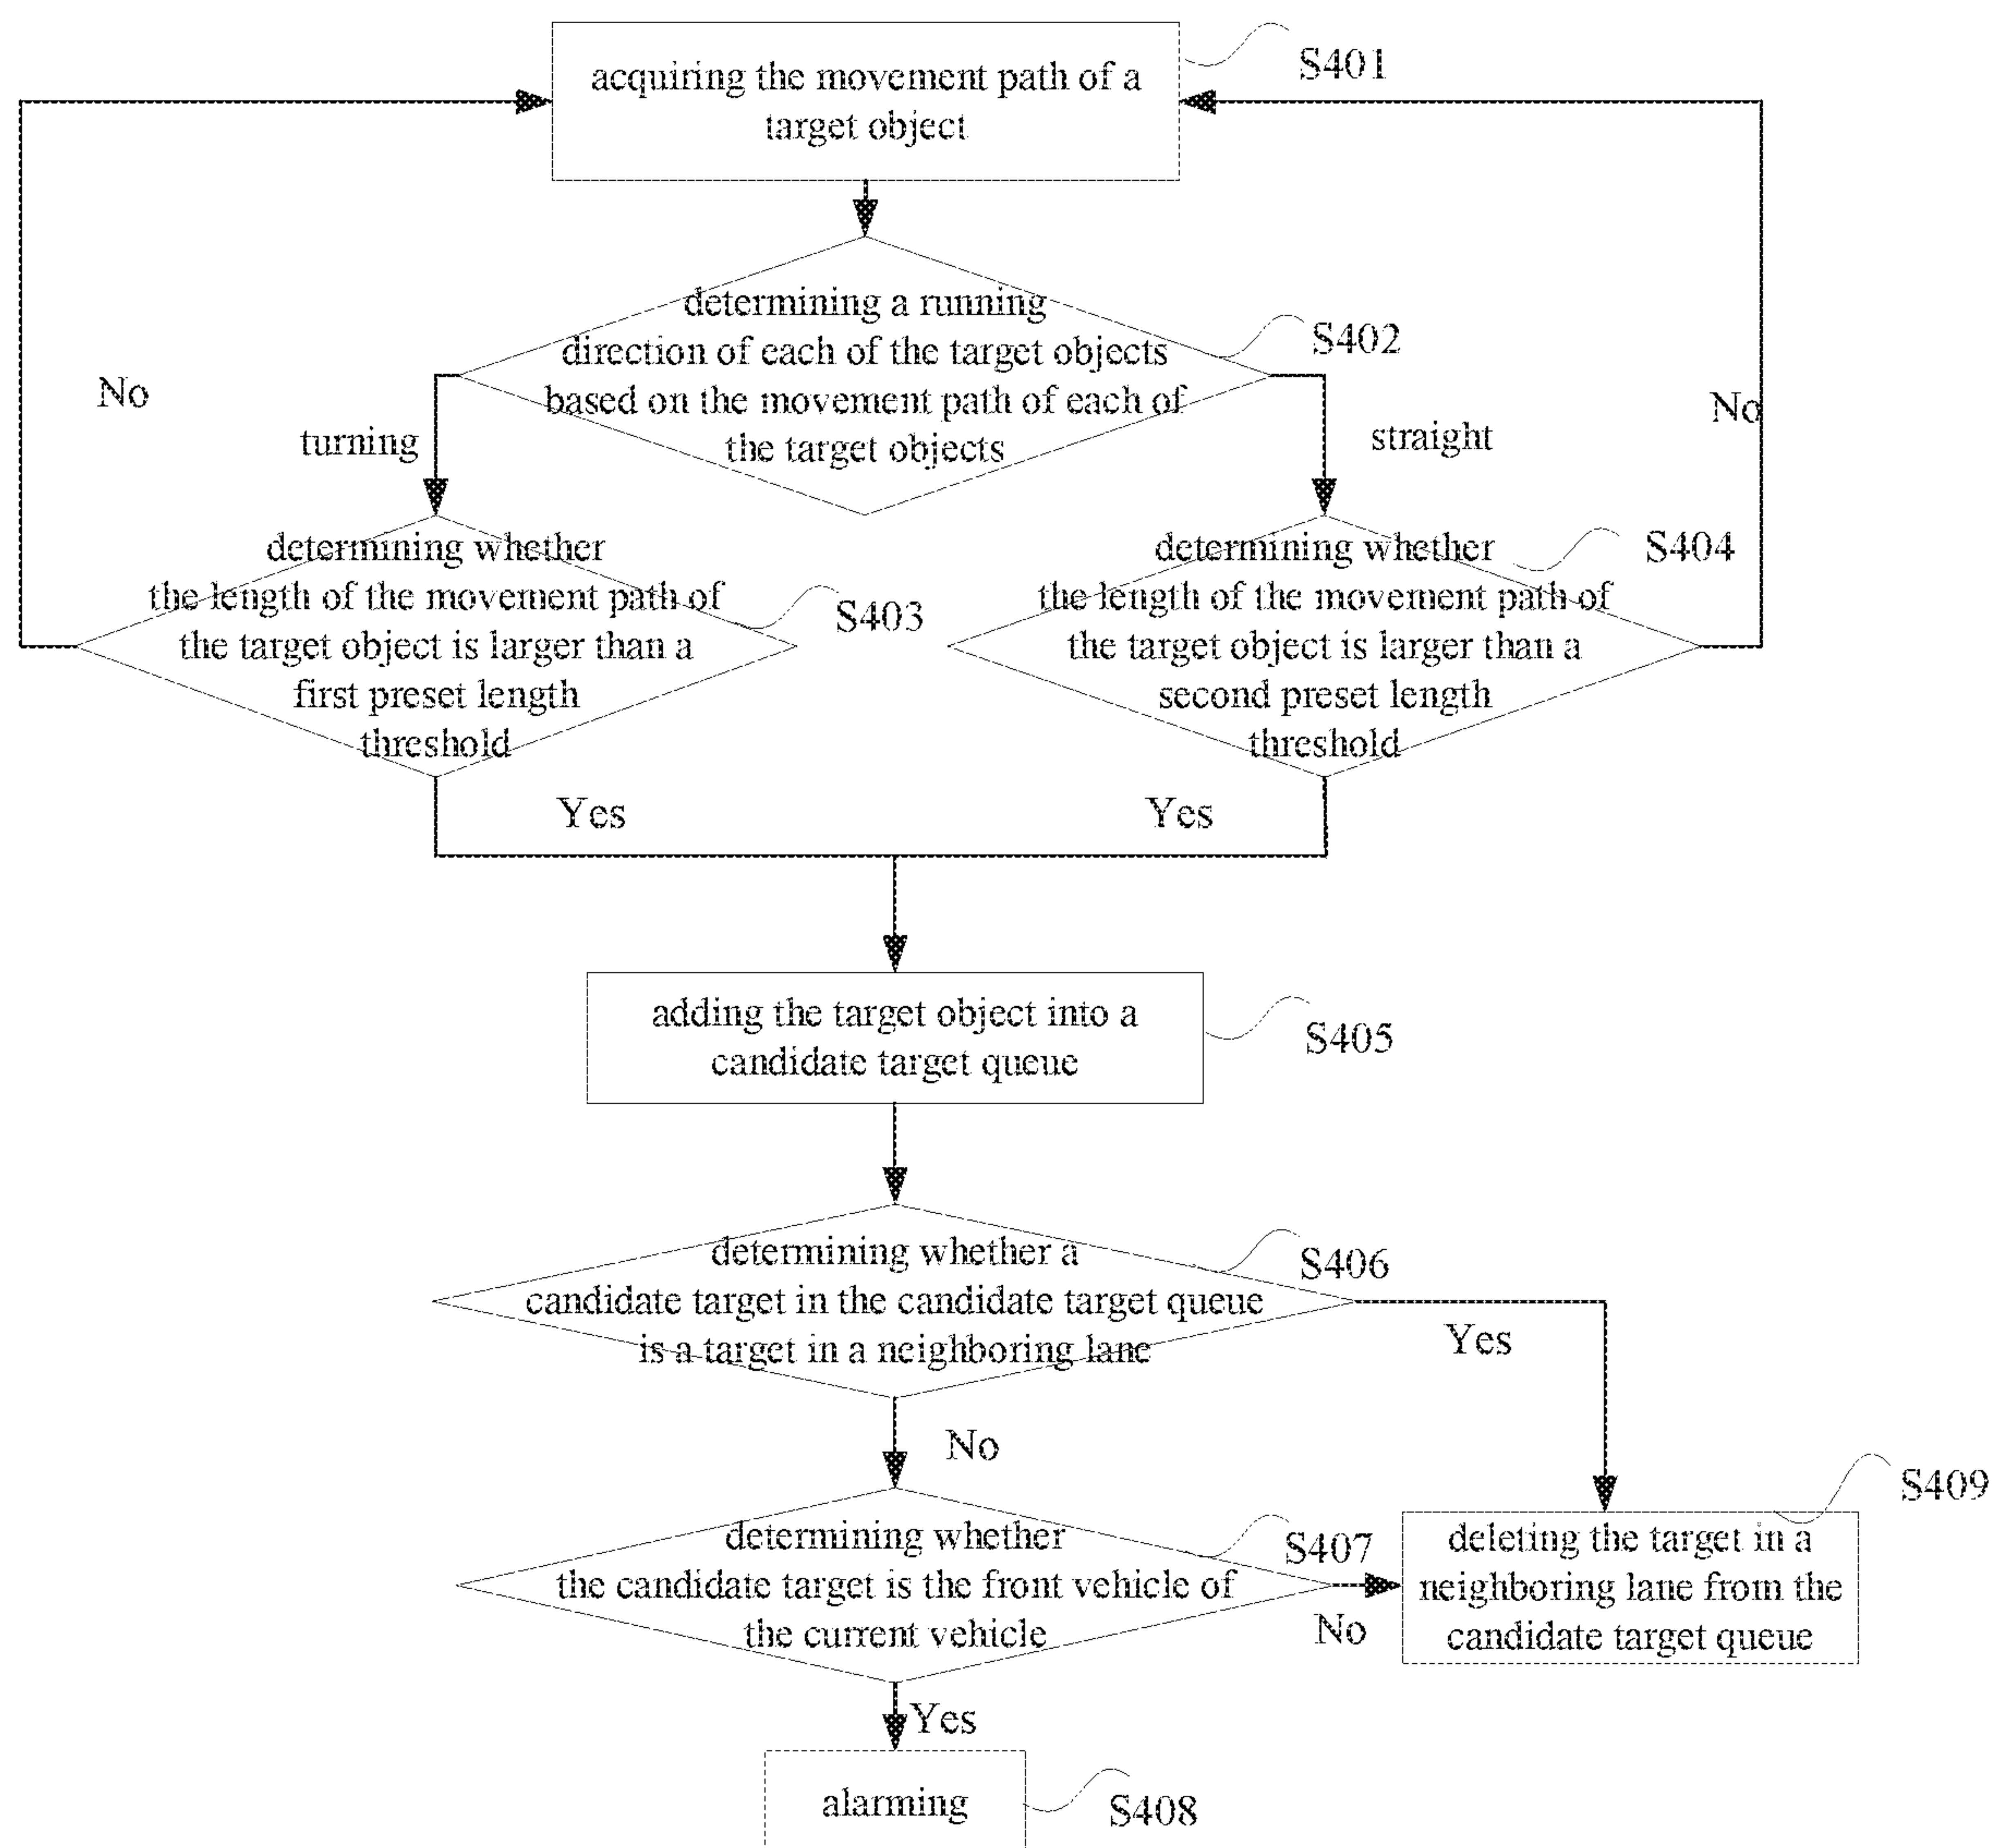 acquiring the movement path of a
target object
S401
determining a running
direction of each of the target objects
based on the movement path of each of
the target objects
S402
No
turning
straight
No
determining whether
the length of the movement path of
the target object is larger than a
first preset length
threshold
S403
determining whether
the length of the movement path of
the target object is larger than a
second preset length
threshold
S404
Yes
Yes
adding the target object into a
candidate target queue
S405
determining whether a
candidate target in the candidate target queue
is a target in a neighboring lane
S406
Yes
No
determining whether
the candidate target is the front vehicle of
the current vehicle
S407
No
deleting the target in a
neighboring lane from the
candidate target queue
S409
Yes
alarming
S408